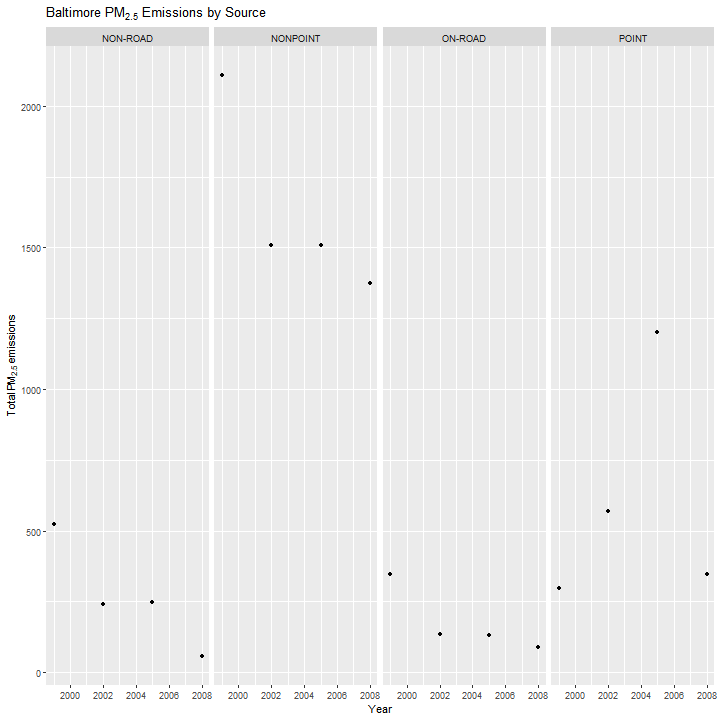 Baltimore PM2.5 Emissions by Source
NON-ROAD NONPOINT ON-ROAD POINT
2000
1500
1000
500
0
Total PM2.5 emissions
2000 2002 2004 2006 2008 2000 2002 2004 2006 2008 2000 2002 2004 2006 2008 2000 2002 2004 2006 2008
Year